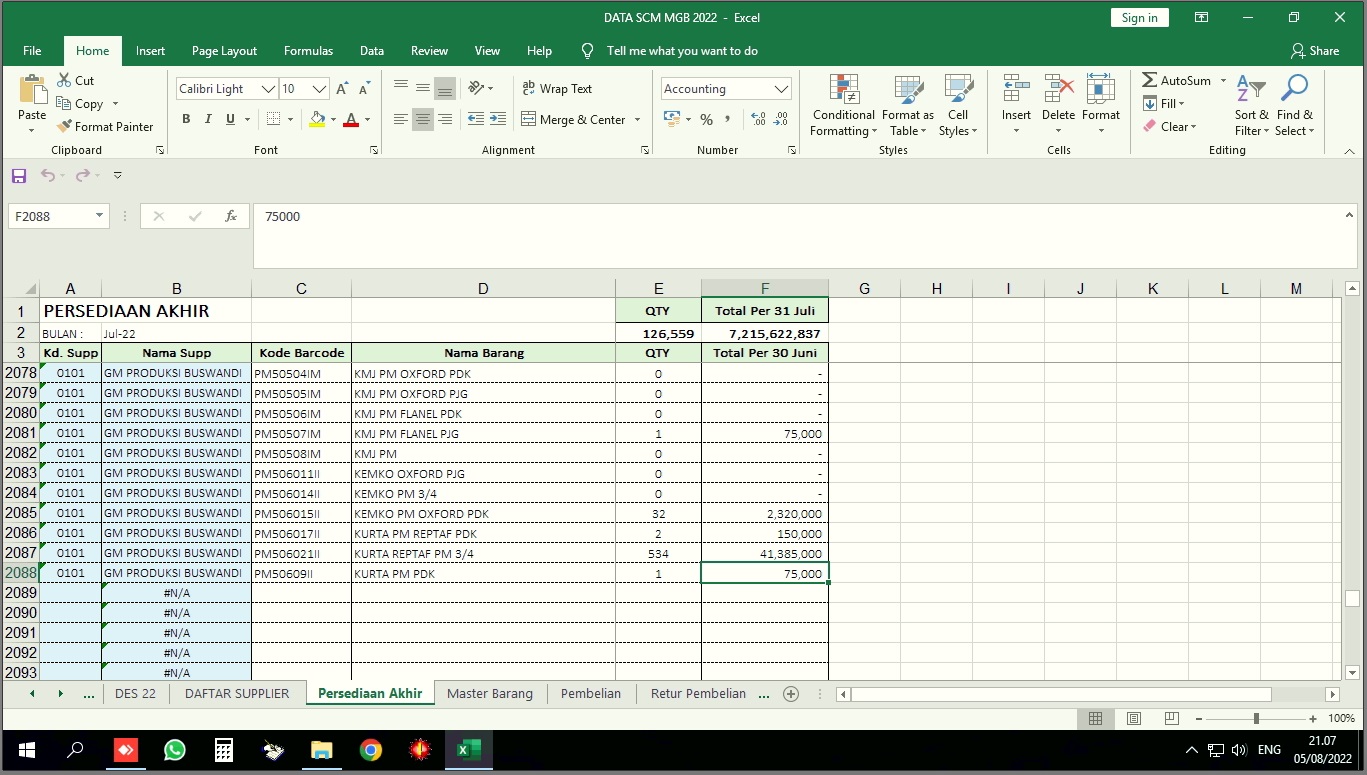 DATA SCM MGB 2022 - Excel
Sign in
File Home Insert Page Layout Formulas Data Review View Help Tell me what you want to do Share
Cut
Copy
Format Painter
Paste
Clipboard
Calibri Light 10
B I U
Font
Wrap Text
Merge & Center
Alignment
Accounting
Number
Conditional Formatting
Format as Table
Cell Styles
Styles
Insert Delete Format
Cells
AutoSum
Fill
Clear
Sort & Filter
Find & Select
Editing
F2088 fx 75000
A B C D E F G H I J K L M
1 PERSEDIAAN AKHIR QTY Total Per 31 Juli
2 BULAN : Jul-22 126,559 7,215,622,837
3 Kd. Supp Nama Supp Kode Barcode Nama Barang QTY Total Per 30 Juni
2078 0101 GM PRODUKSI BUSWANDI PM50504IM KMJ PM OXFORD PDK 0 -
2079 0101 GM PRODUKSI BUSWANDI PM50505IM KMJ PM OXFORD PJG 0 -
2080 0101 GM PRODUKSI BUSWANDI PM50506IM KMJ PM FLANEL PDK 0 -
2081 0101 GM PRODUKSI BUSWANDI PM50507IM KMJ PM FLANEL PJG 1 75,000
2082 0101 GM PRODUKSI BUSWANDI PM50508IM KMJ PM 0 -
2083 0101 GM PRODUKSI BUSWANDI PM506011II KEMKO OXFORD PJG 0 -
2084 0101 GM PRODUKSI BUSWANDI PM506014II KEMKO PM 3/4 0 -
2085 0101 GM PRODUKSI BUSWANDI PM506015II KEMKO PM OXFORD PDK 32 2,320,000
2086 0101 GM PRODUKSI BUSWANDI PM506017II KURTA PM REPTAF PDK 2 150,000
2087 0101 GM PRODUKSI BUSWANDI PM506021II KURTA REPTAF PM 3/4 534 41,385,000
2088 0101 GM PRODUKSI BUSWANDI PM50609II KURTA PM PDK 1 75,000
2089 #N/A
2090 #N/A
2091 #N/A
2092 #N/A
2093 #N/A
... DES 22 DAFTAR SUPPLIER Persediaan Akhir Master Barang Pembelian Retur Pembelian ...
100%
ENG
21.07
05/08/2022